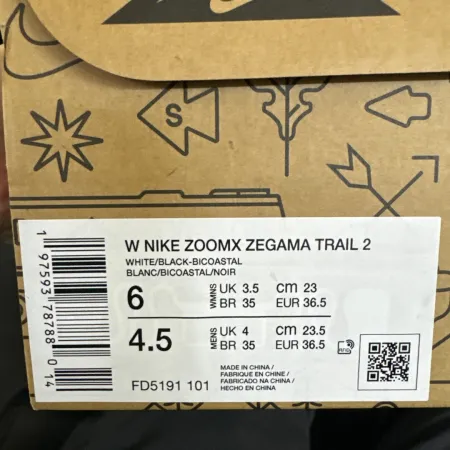 S
W NIKE ZOOMX ZEGAMA TRAIL 2
WHITE/BLACK-BICOASTAL
BLANC/BICOASTAL/NOIR
6 WMNS UK 3.5 cm 23
BR 35 EUR 36.5
4.5 MENS UK 4 cm 23.5
BR 35 EUR 36.5
MADE IN CHINA /
FABRIQUE EN CHINE /
FABRICADO NA CHINA /
HECHO EN CHINA
FD5191 101
1 97593 78788 014